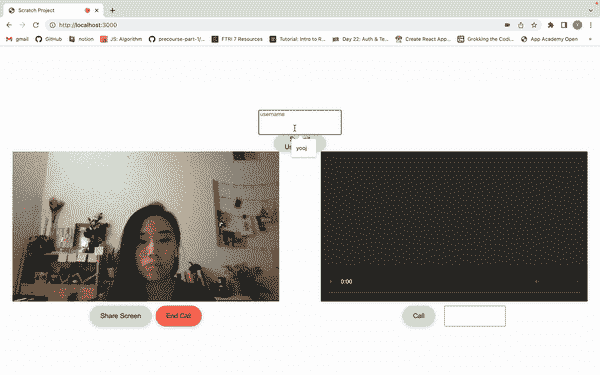 Scratch Project
http://localhost:3000
gmail GitHub notion JS: Algorithm precourse-part-1/... FTRI 7 Resources Tutorial: Intro to R... Day 22: Auth & Te... Create React App... Grokking the Codi... App Academy Open Other Bookmarks
username
yooj
0:00
Share Screen End Call Call